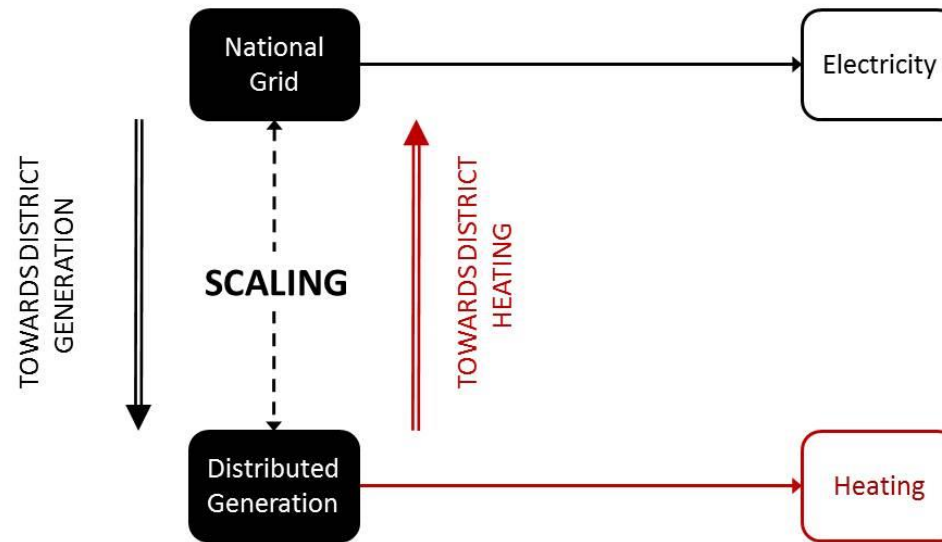 National
Grid
Electricity
TOWARDS DISTRICT
GENERATION
SCALING
TOWARDS DISTRICT
HEATING
Distributed
Generation
Heating